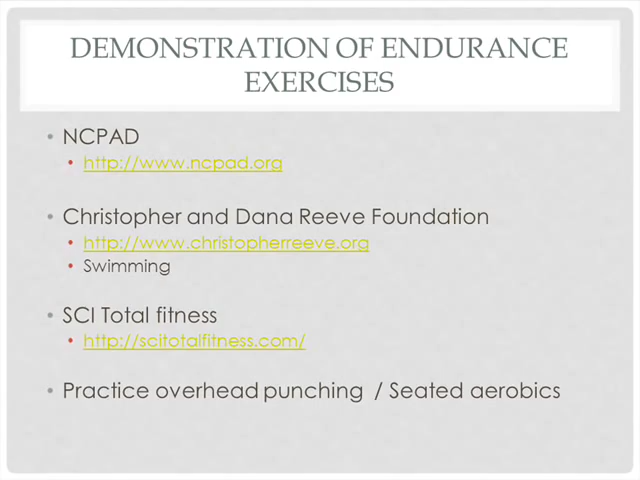 DEMONSTRATION OF ENDURANCE
EXERCISES
• NCPAD
• http://www.ncpad.org
• Christopher and Dana Reeve Foundation
• http://www.christopherreeve.org
• Swimming
• SCI Total fitness
• http://scitotalfitness.com/
• Practice overhead punching / Seated aerobics